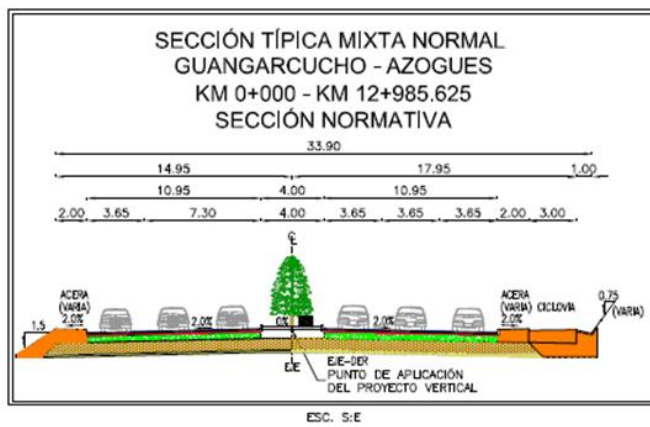 SECCIÓN TÍPICA MIXTA NORMAL
GUANGARCUCHO - AZOGUES
KM 0+000 - KM 12+985.625
SECCIÓN NORMATIVA
33.90
14.95 17.95 1.00
10.95 4.00 10.95
2.00 3.65 7.30 4.00 3.65 3.65 3.65 2.00 3.00
ACERA
(VARIA)
2.0%
1.5
2.0%
0%
2.0%
ACERA
(VARIA)
2.0%
CICLOVIA
0.75
(VARIA)
EJE
EJE-DER
PUNTO DE APLICACIÓN
DEL PROYECTO VERTICAL
ESC. S:E